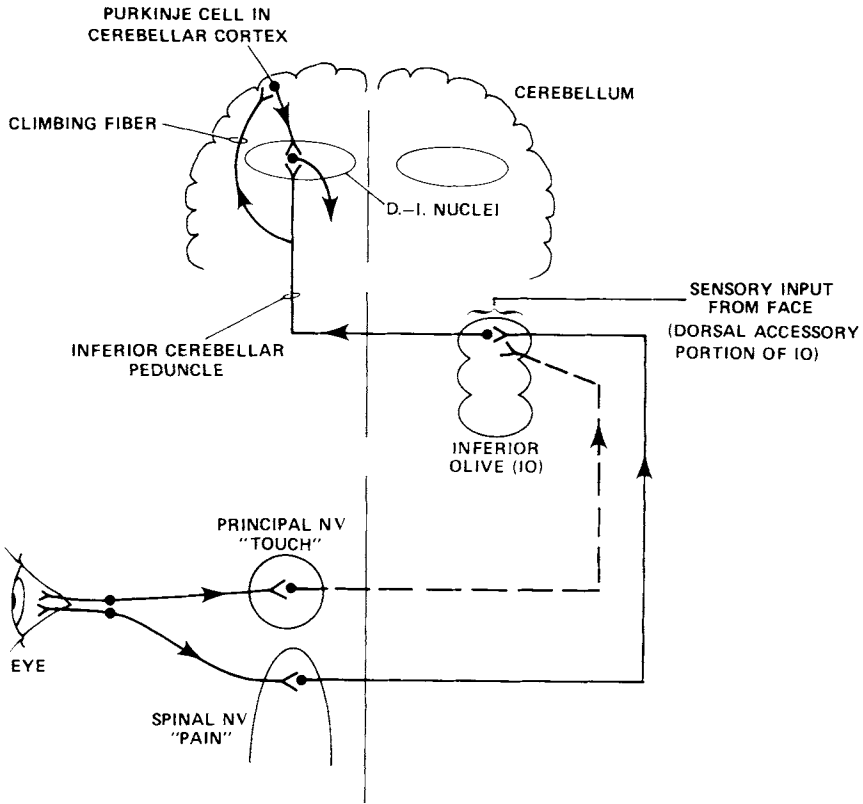 PURKINJE CELL IN
CEREBELLAR CORTEX
CEREBELLUM
CLIMBING FIBER
D.-I. NUCLEI
SENSORY INPUT
FROM FACE
(DORSAL ACCESSORY
PORTION OF IO)
INFERIOR CEREBELLAR
PEDUNCLE
INFERIOR
OLIVE (IO)
PRINCIPAL NV
"TOUCH"
EYE
SPINAL NV
"PAIN"